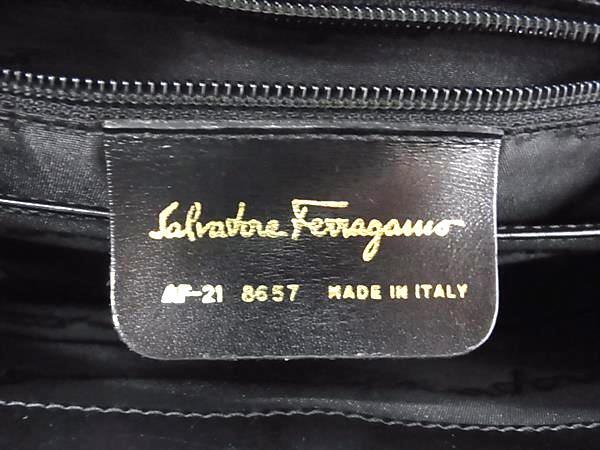 Salvatore Ferragamo
AF-21 8657 MADE IN ITALY